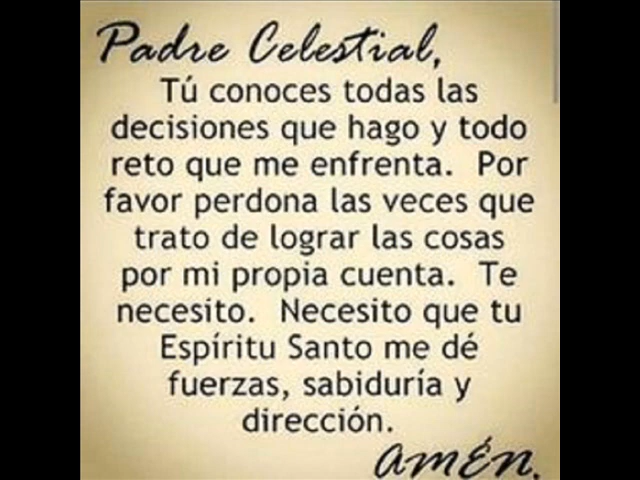 Padre Celestial,
Tú conoces todas las
decisiones que hago y todo
reto que me enfrenta. Por
favor perdona las veces que
trato de lograr las cosas
por mi propia cuenta. Te
necesito. Necesito que tu
Espíritu Santo me dé
fuerzas, sabiduría y
dirección.
amÉn.